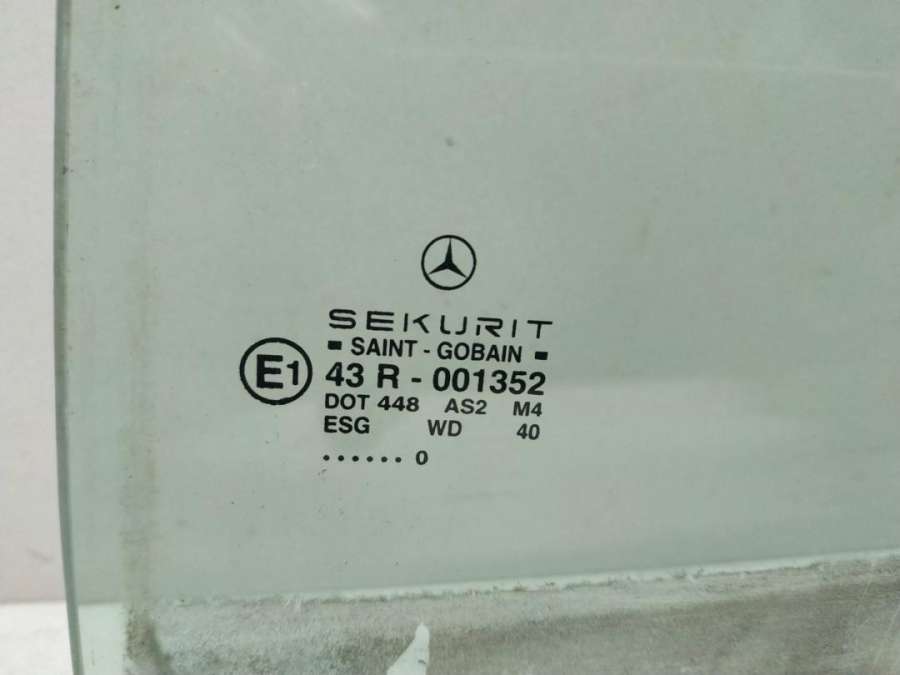 SEKURIT
SAINT - GOBAIN
E1 43 R - 001352
DOT 448 AS2 M4
ESG WD 40
...... 0